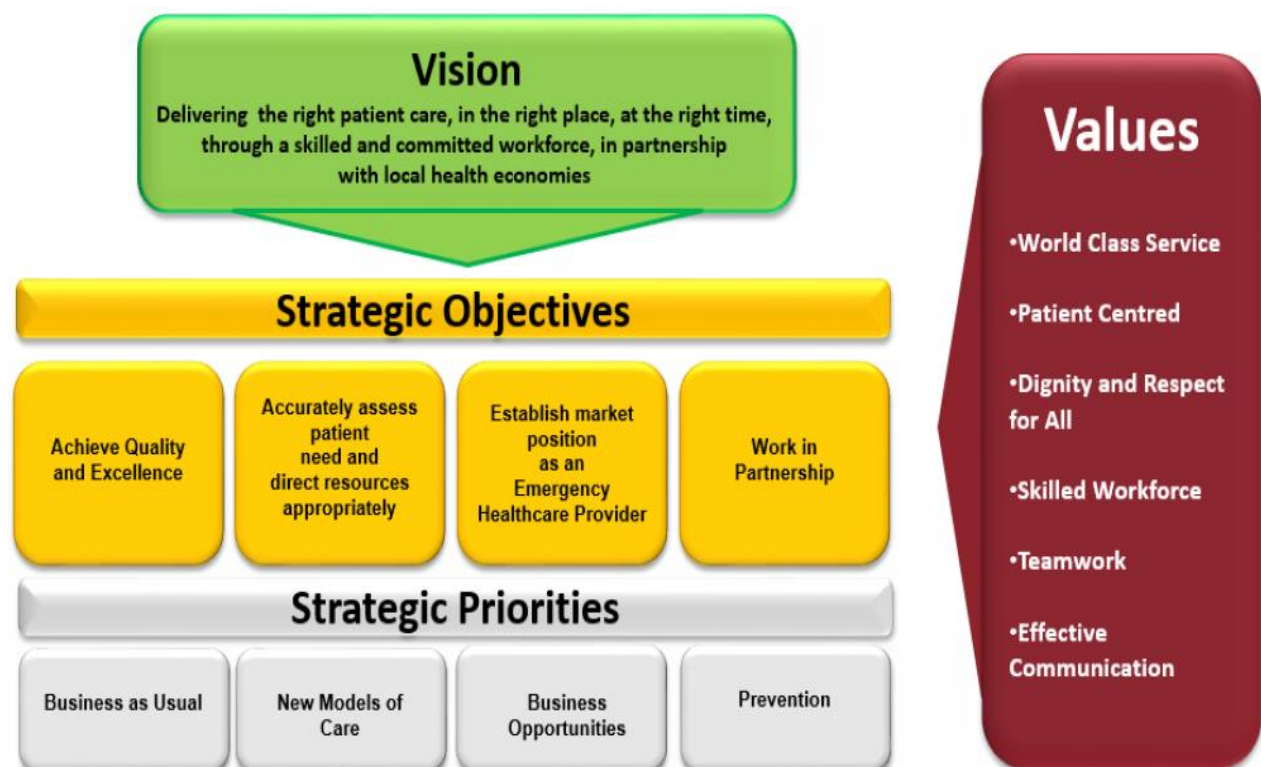 Vision
Delivering the right patient care, in the right place, at the right time,
through a skilled and committed workforce, in partnership
with local health economies
Strategic Objectives
Achieve Quality
and Excellence
Accurately assess
patient
need and
direct resources
appropriately
Establish market
position
as an
Emergency
Healthcare Provider
Work in
Partnership
Strategic Priorities
Business as Usual
New Models of
Care
Business
Opportunities
Prevention
Values
•World Class Service
•Patient Centred
•Dignity and Respect
for All
•Skilled Workforce
•Teamwork
•Effective
Communication